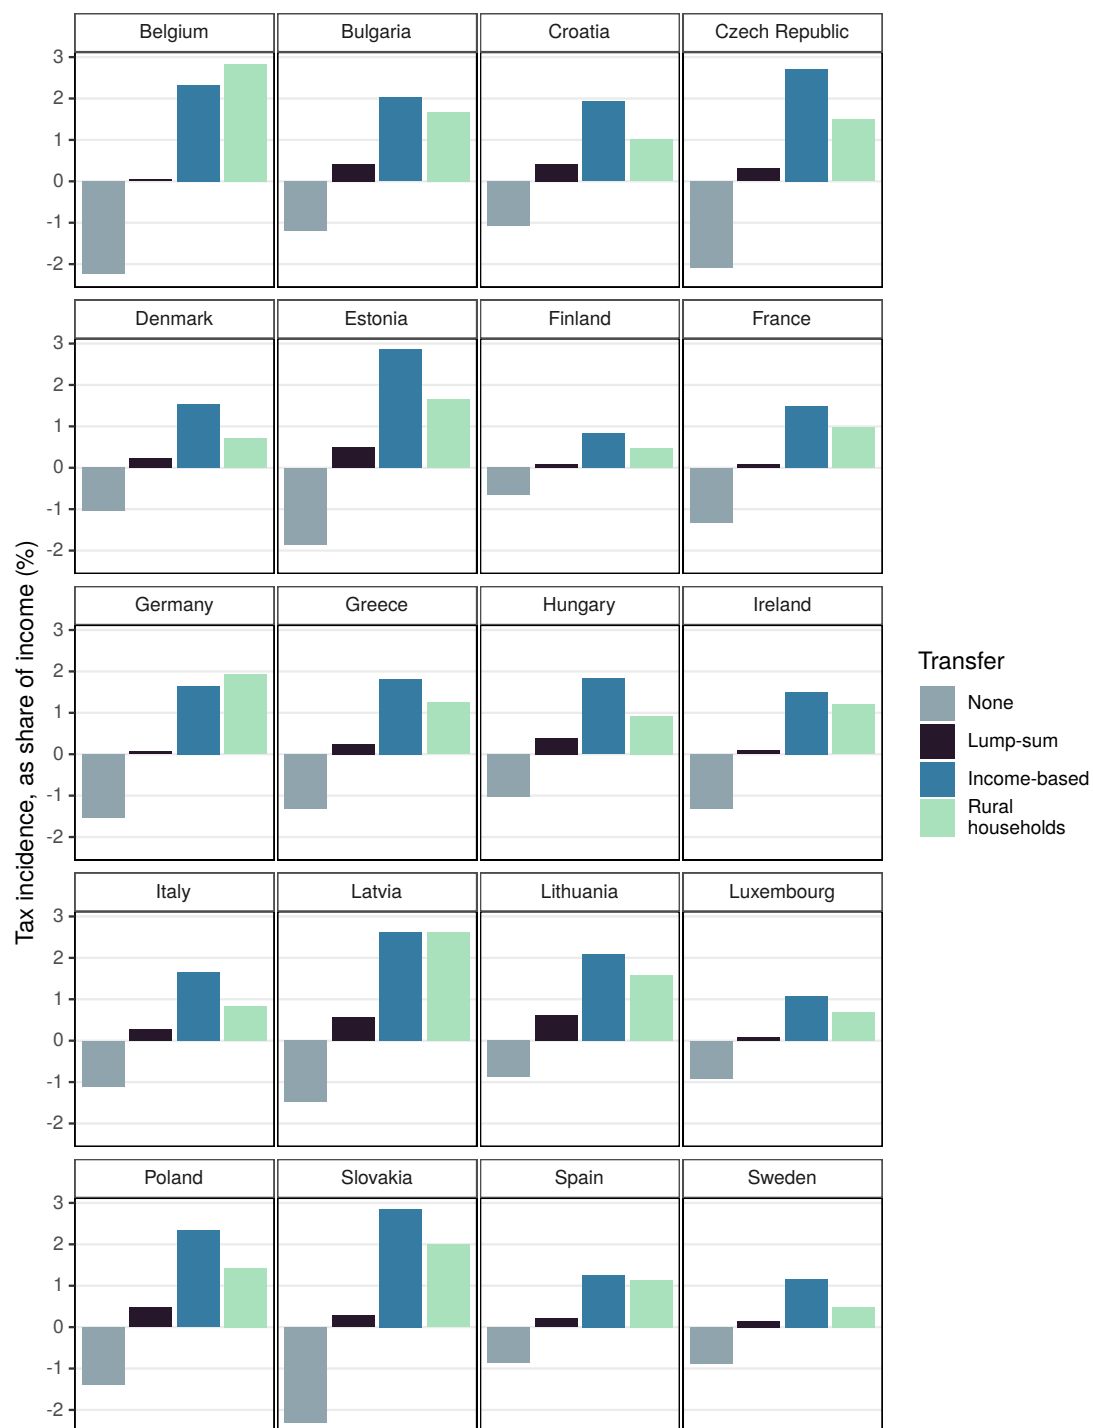 Belgium Bulgaria Croatia Czech Republic
3
2
1
0
-1
-2
Denmark Estonia Finland France
3
2
1
0
-1
-2
Germany Greece Hungary Ireland
3
2
1
0
-1
-2
Italy Latvia Lithuania Luxembourg
3
2
1
0
-1
-2
Poland Slovakia Spain Sweden
3
2
1
0
-1
-2
Tax incidence, as share of income (%)
Transfer
None
Lump-sum
Income-based
Rural
households